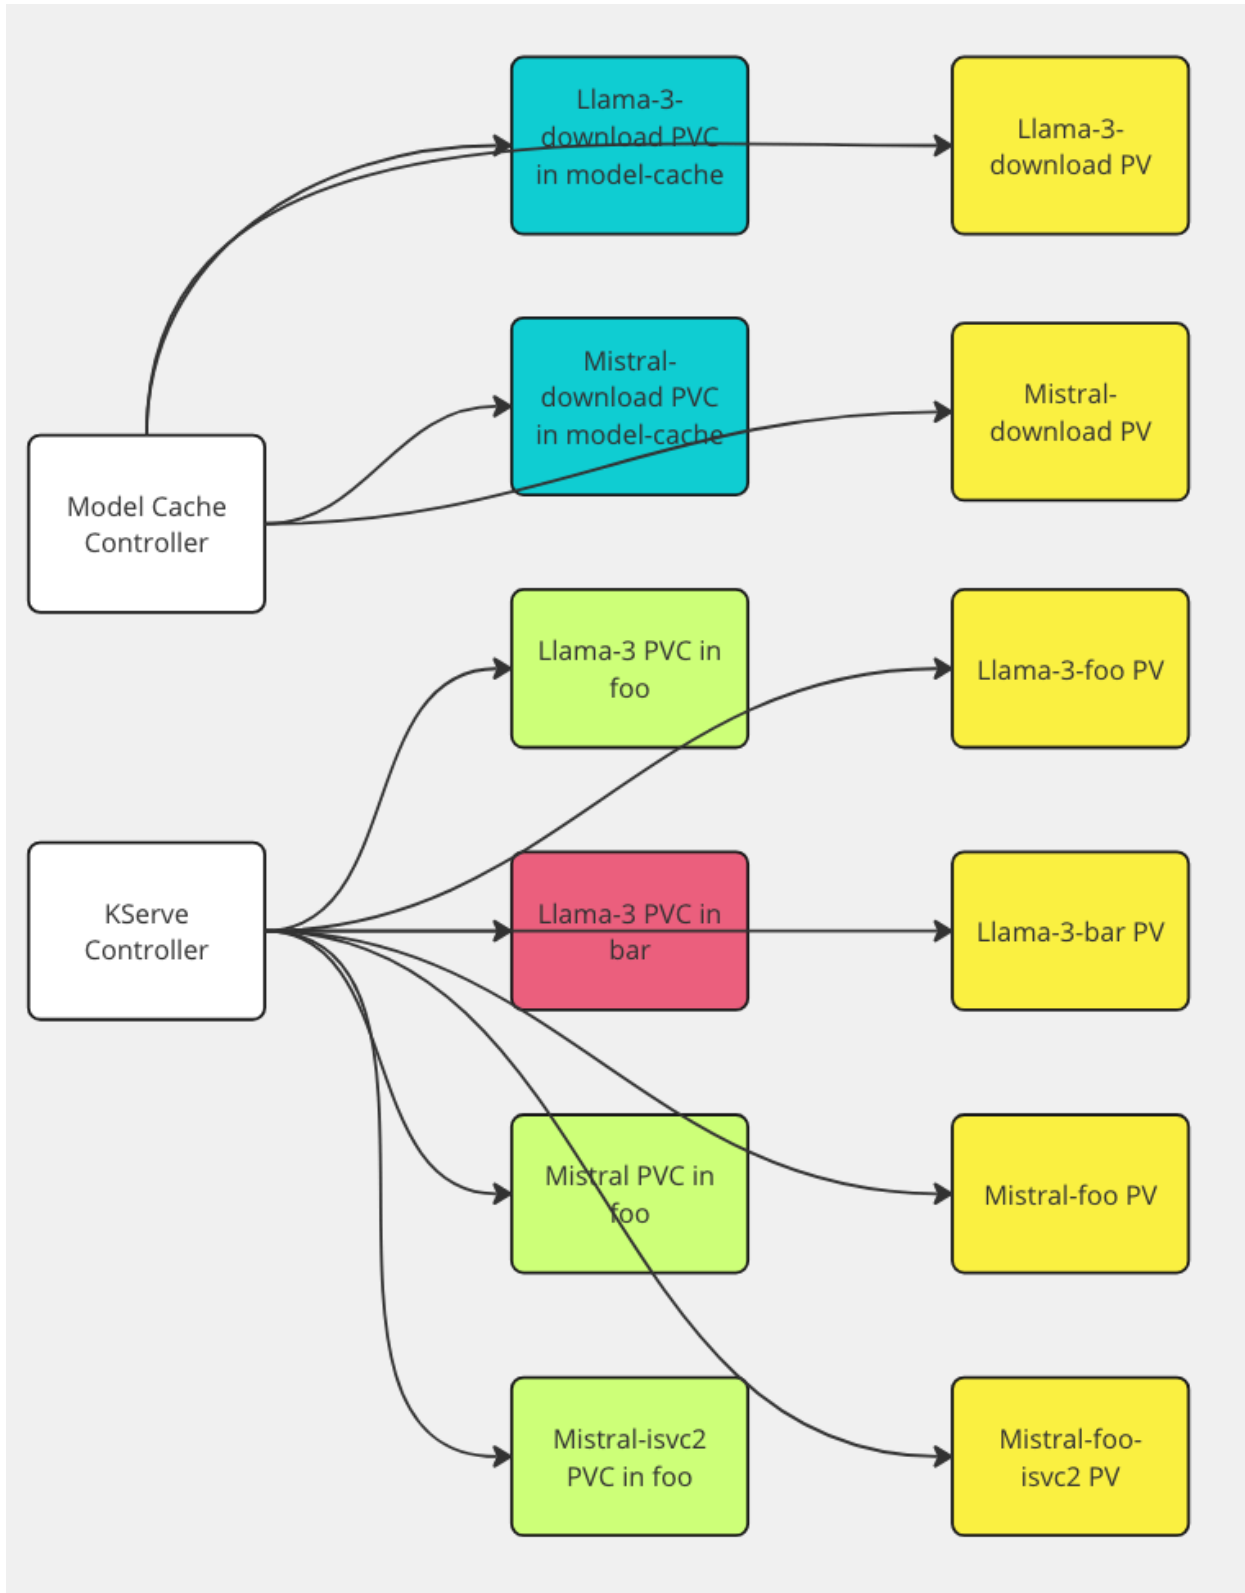 Llama-3-
download PVC
in model-cache
Llama-3-
download PV
Mistral-
download PVC
in model-cache
Mistral-
download PV
Model Cache
Controller
Llama-3 PVC in
foo
Llama-3-foo PV
KServe
Controller
Llama-3 PVC in
bar
Llama-3-bar PV
Mistral PVC in
foo
Mistral-foo PV
Mistral-isvc2
PVC in foo
Mistral-foo-
isvc2 PV